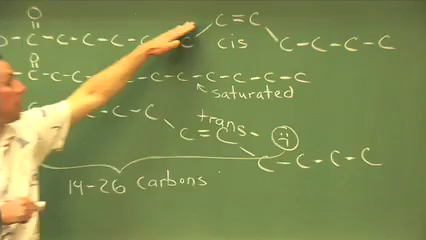 O
C=C
O-C-C-C-C-C C cis C-C-C-C
O
C-C-C-C-C-C-C-C-C-C-C-C
saturated
C-C-C trans-
C=C
C-C-C-C
14-26 Carbons